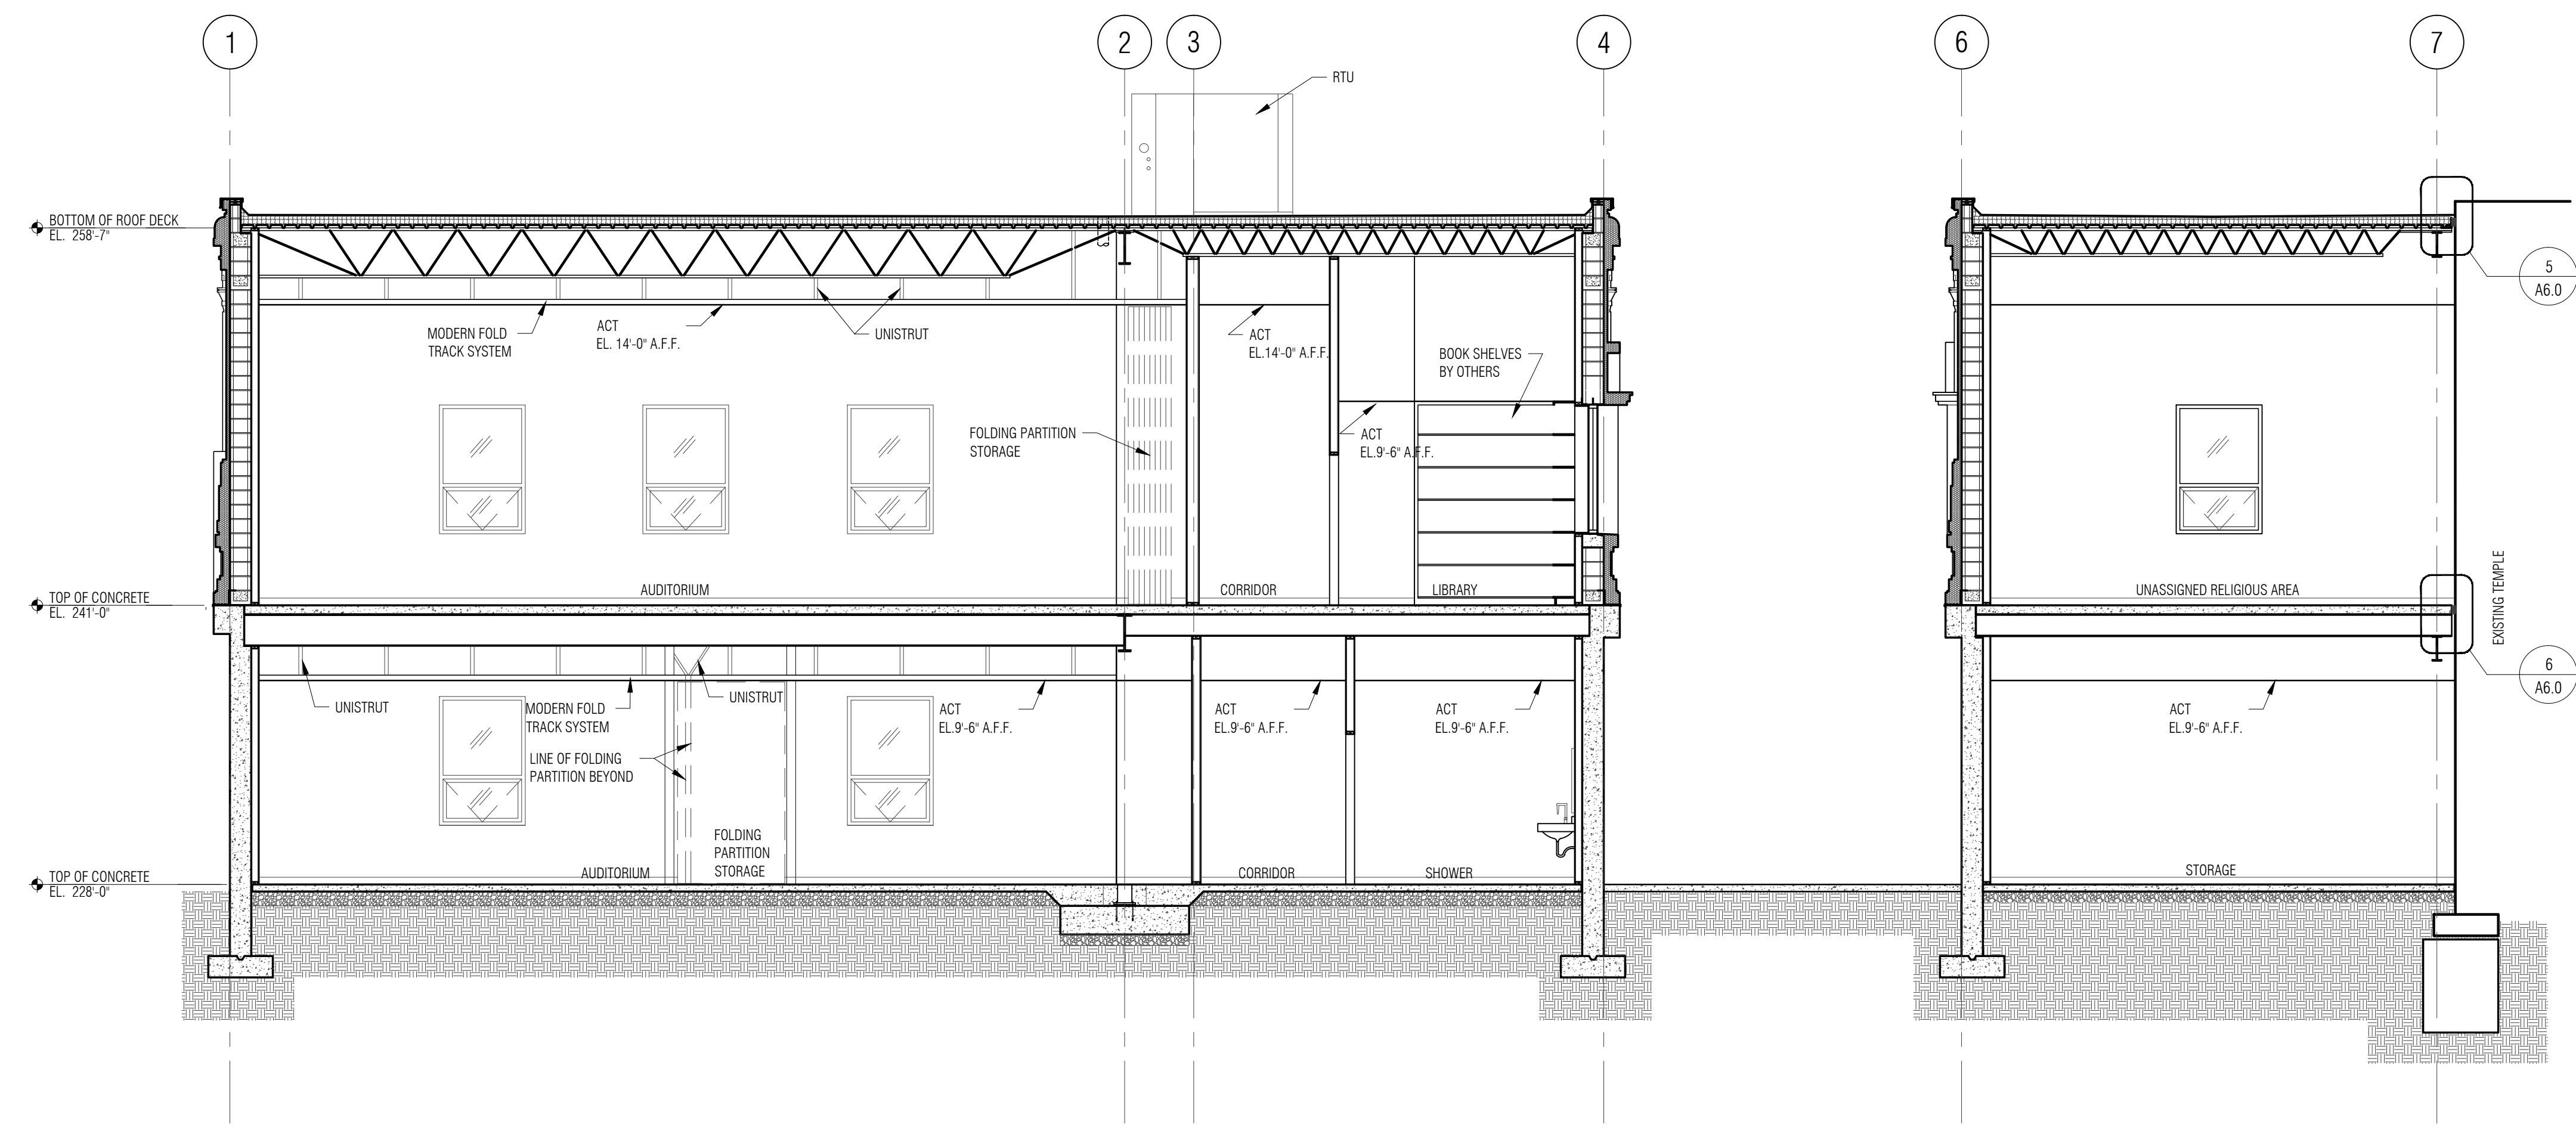 1
2
3
4
6
7
RTU
BOTTOM OF ROOF DECK
EL. 258'-7"
5
A6.0
MODERN FOLD
TRACK SYSTEM
ACT
EL. 14'-0" A.F.F.
UNISTRUT
ACT
EL.14'-0" A.F.F.
BOOK SHELVES
BY OTHERS
FOLDING PARTITION
STORAGE
ACT
EL.9'-6" A.F.F.
AUDITORIUM
CORRIDOR
LIBRARY
UNASSIGNED RELIGIOUS AREA
EXISTING TEMPLE
TOP OF CONCRETE
EL. 241'-0"
6
A6.0
UNISTRUT
MODERN FOLD
TRACK SYSTEM
UNISTRUT
ACT
EL.9'-6" A.F.F.
ACT
EL.9'-6" A.F.F.
ACT
EL.9'-6" A.F.F.
ACT
EL.9'-6" A.F.F.
LINE OF FOLDING
PARTITION BEYOND
FOLDING
PARTITION
STORAGE
AUDITORIUM
CORRIDOR
SHOWER
STORAGE
TOP OF CONCRETE
EL. 228'-0"